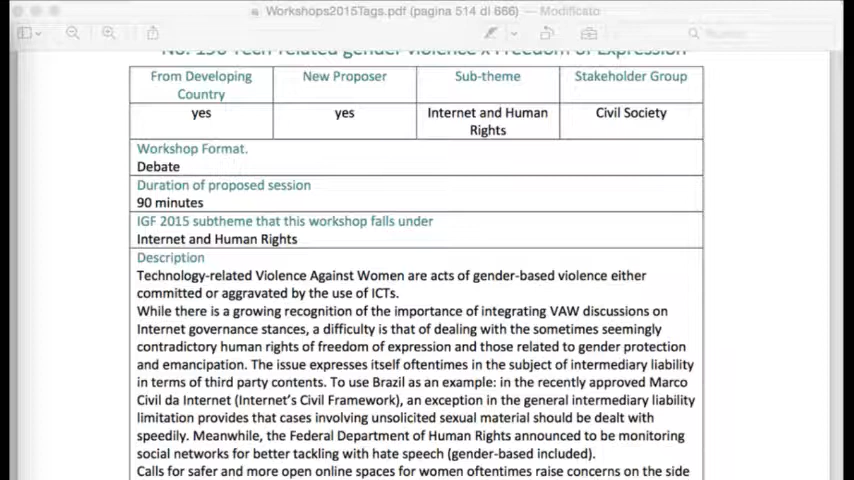 Workshops2015Tags.pdf (pagina 514 di 666) — Modificato
No. 196 Tech-related gender violence x Freedom of Expression
From Developing Country
New Proposer
Sub-theme
Stakeholder Group
yes
yes
Internet and Human Rights
Civil Society
Workshop Format.
Debate
Duration of proposed session
90 minutes
IGF 2015 subtheme that this workshop falls under
Internet and Human Rights
Description
Technology-related Violence Against Women are acts of gender-based violence either
committed or aggravated by the use of ICTs.
While there is a growing recognition of the importance of integrating VAW discussions on
Internet governance stances, a difficulty is that of dealing with the sometimes seemingly
contradictory human rights of freedom of expression and those related to gender protection
and emancipation. The issue expresses itself oftentimes in the subject of intermediary liability
in terms of third party contents. To use Brazil as an example: in the recently approved Marco
Civil da Internet (Internet's Civil Framework), an exception in the general intermediary liability
limitation provides that cases involving unsolicited sexual material should be dealt with
speedily. Meanwhile, the Federal Department of Human Rights announced to be monitoring
social networks for better tackling with hate speech (gender-based included).
Calls for safer and more open online spaces for women oftentimes raise concerns on the side